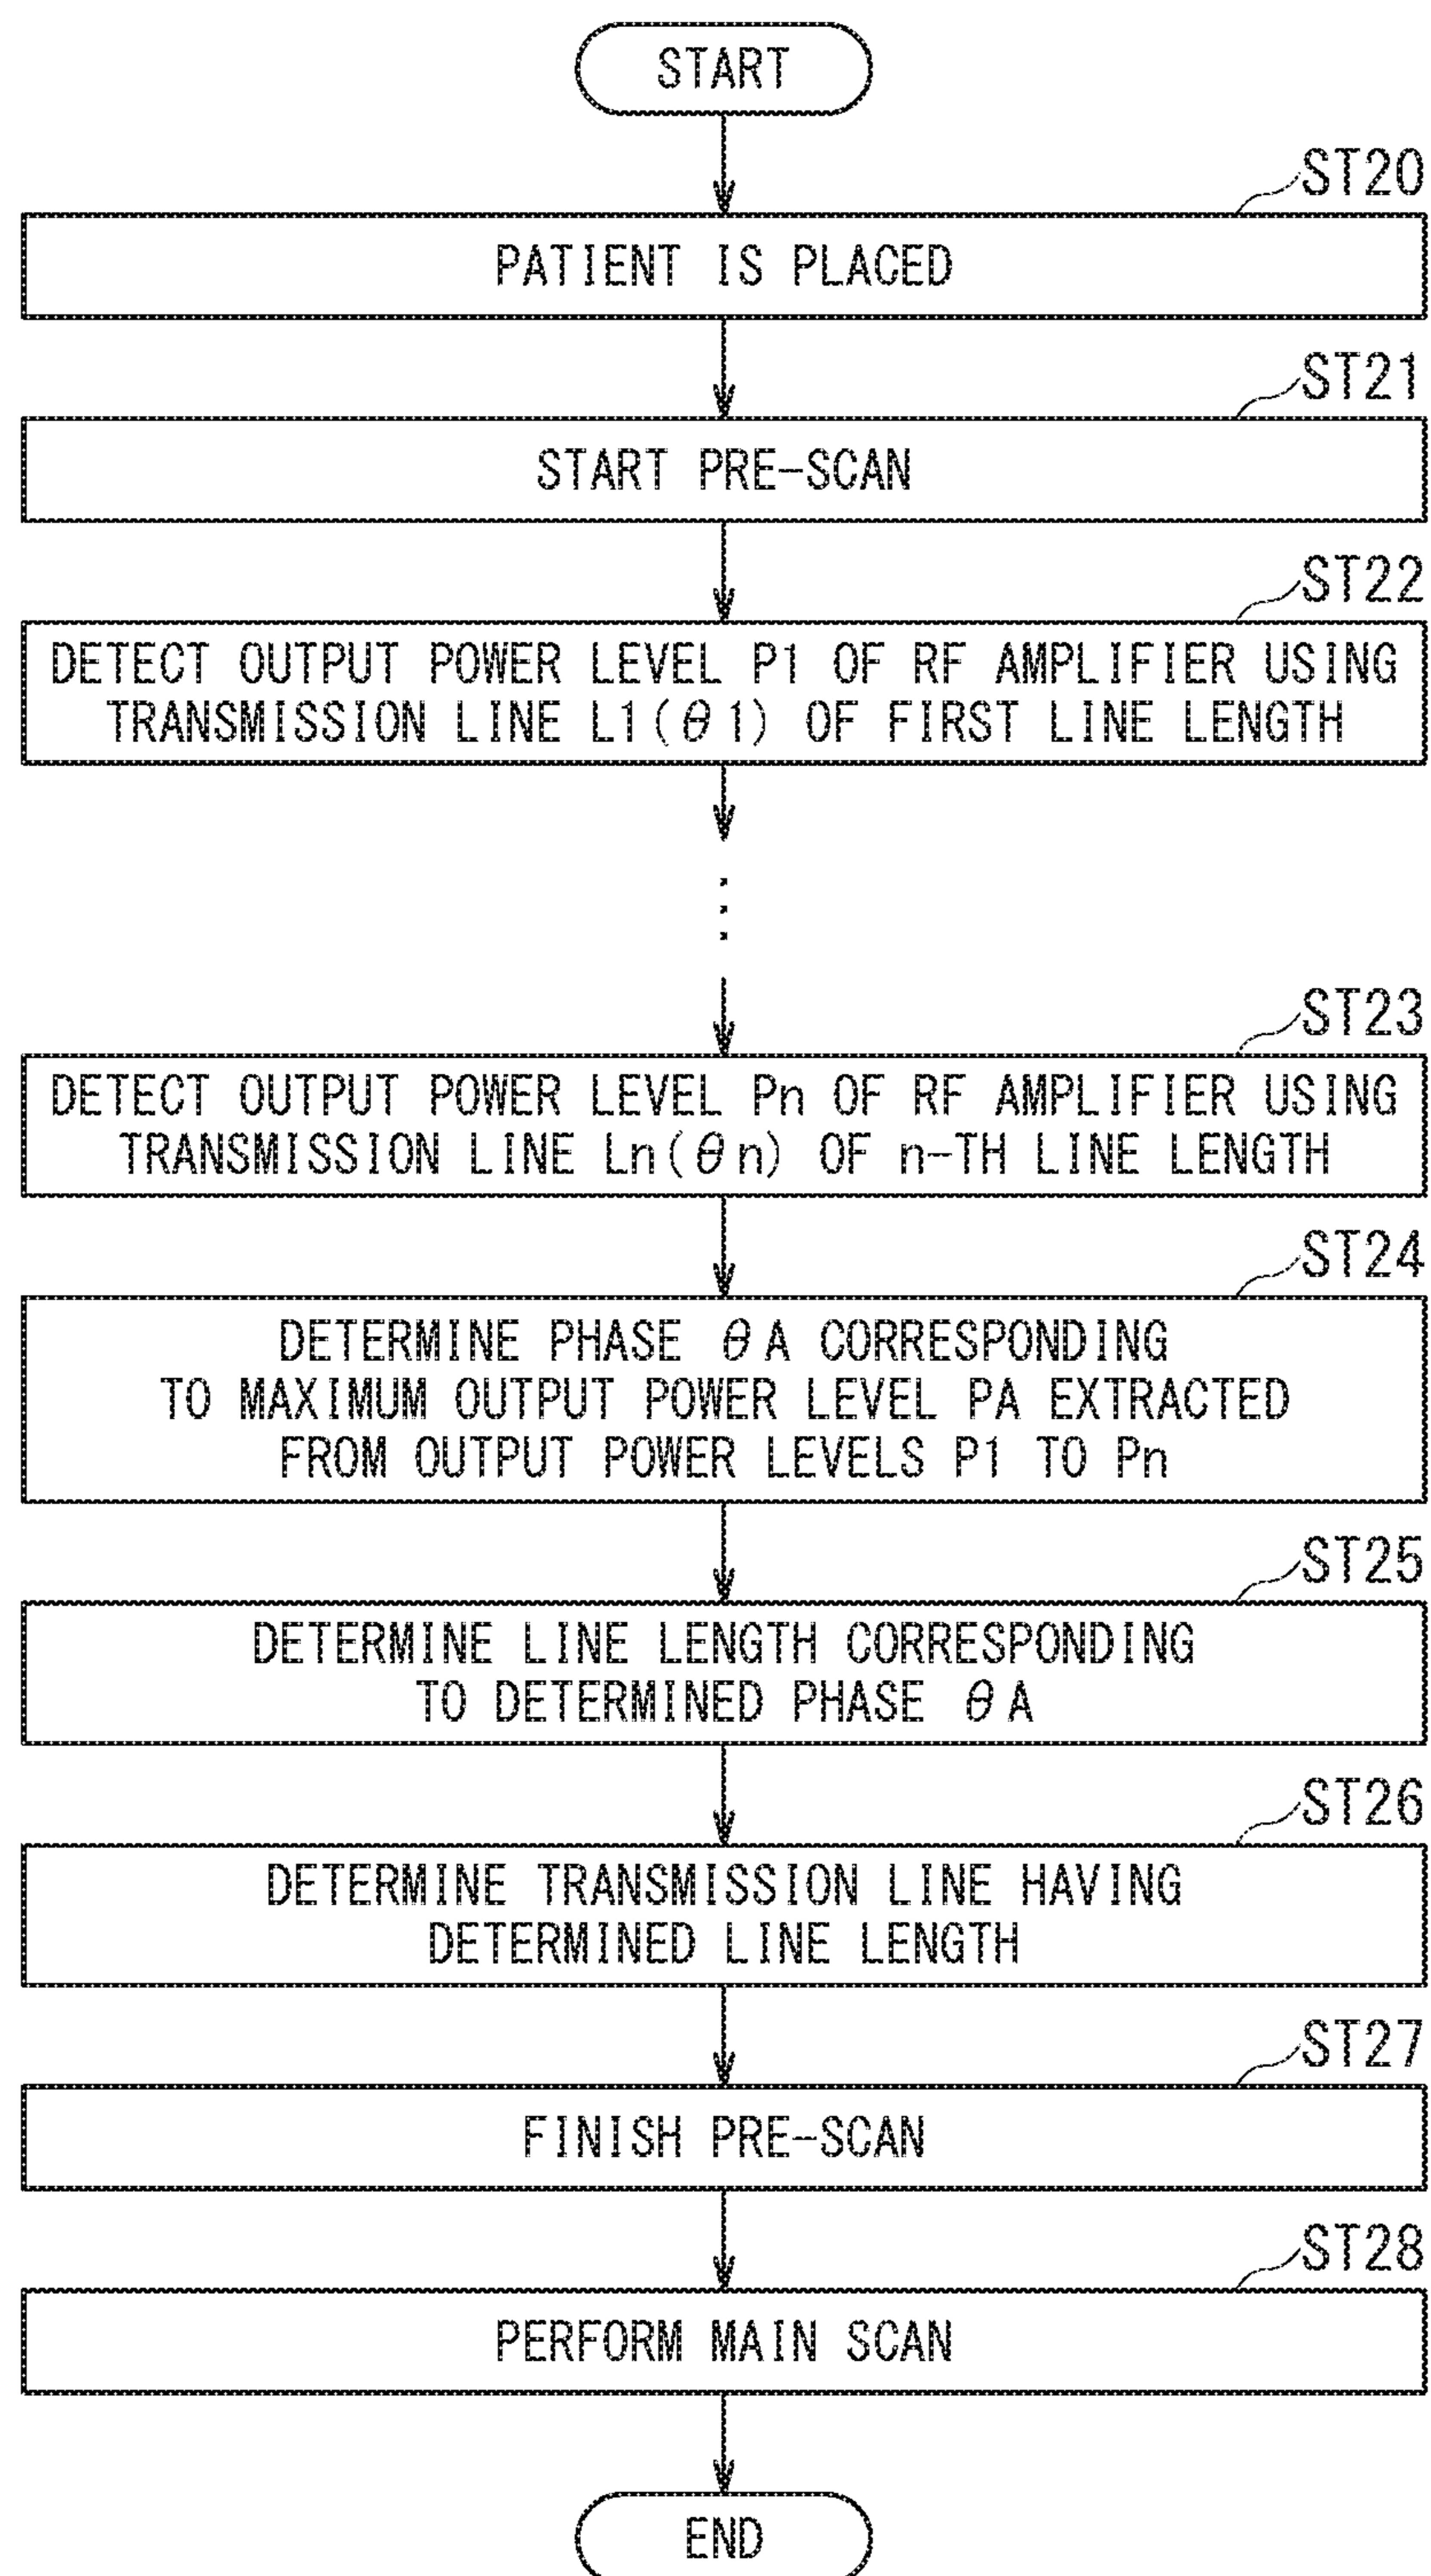 START
ST20
PATIENT IS PLACED
ST21
START PRE-SCAN
ST22
DETECT OUTPUT POWER LEVEL P1 OF RF AMPLIFIER USING
TRANSMISSION LINE L1(θ1) OF FIRST LINE LENGTH
ST23
DETECT OUTPUT POWER LEVEL Pn OF RF AMPLIFIER USING
TRANSMISSION LINE Ln(θn) OF n-TH LINE LENGTH
ST24
DETERMINE PHASE θA CORRESPONDING
TO MAXIMUM OUTPUT POWER LEVEL PA EXTRACTED
FROM OUTPUT POWER LEVELS P1 TO Pn
ST25
DETERMINE LINE LENGTH CORRESPONDING
TO DETERMINED PHASE θA
ST26
DETERMINE TRANSMISSION LINE HAVING
DETERMINED LINE LENGTH
ST27
FINISH PRE-SCAN
ST28
PERFORM MAIN SCAN
END